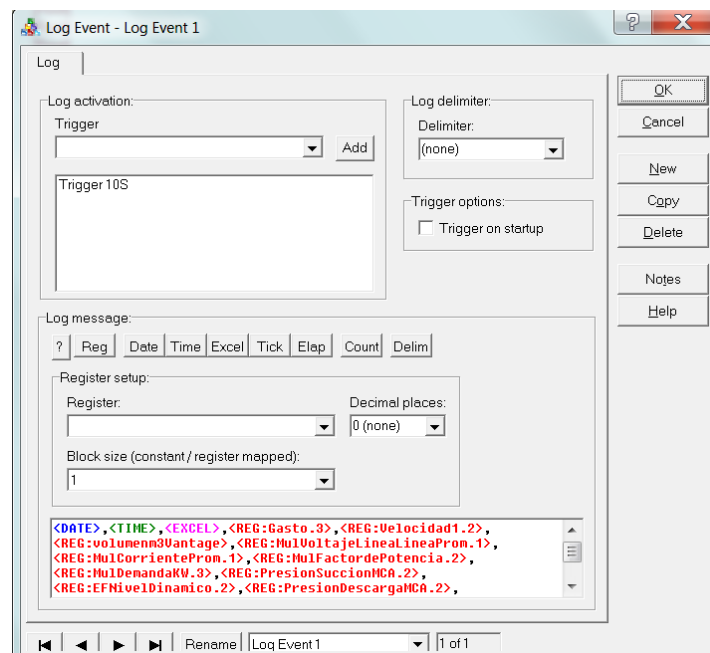 Log Event - Log Event 1
Log
Log activation:
Trigger
Add
Trigger 10S
Log delimiter:
Delimiter:
(none)
Trigger options:
Trigger on startup
OK
Cancel
New
Copy
Delete
Notes
Help
Log message:
? Reg Date Time Excel Tick Elap Count Delim
Register setup:
Register: Decimal places:
0 (none)
Block size (constant / register mapped):
1
<DATE>,<TIME>,<EXCEL>,<REG:Gasto.3>,<REG:Velocidad1.2>,
<REG:volumenm3Vantage>,<REG:MulVoltajeLineaLineaProm.1>,
<REG:MulCorrienteProm.1>,<REG:MulFactordePotencia.2>,
<REG:MulDemandaKW.3>,<REG:PresionSuccionMCA.2>,
<REG:EFNivelDinamico.2>,<REG:PresionDescargaMCA.2>,
Rename Log Event 1 1 of 1